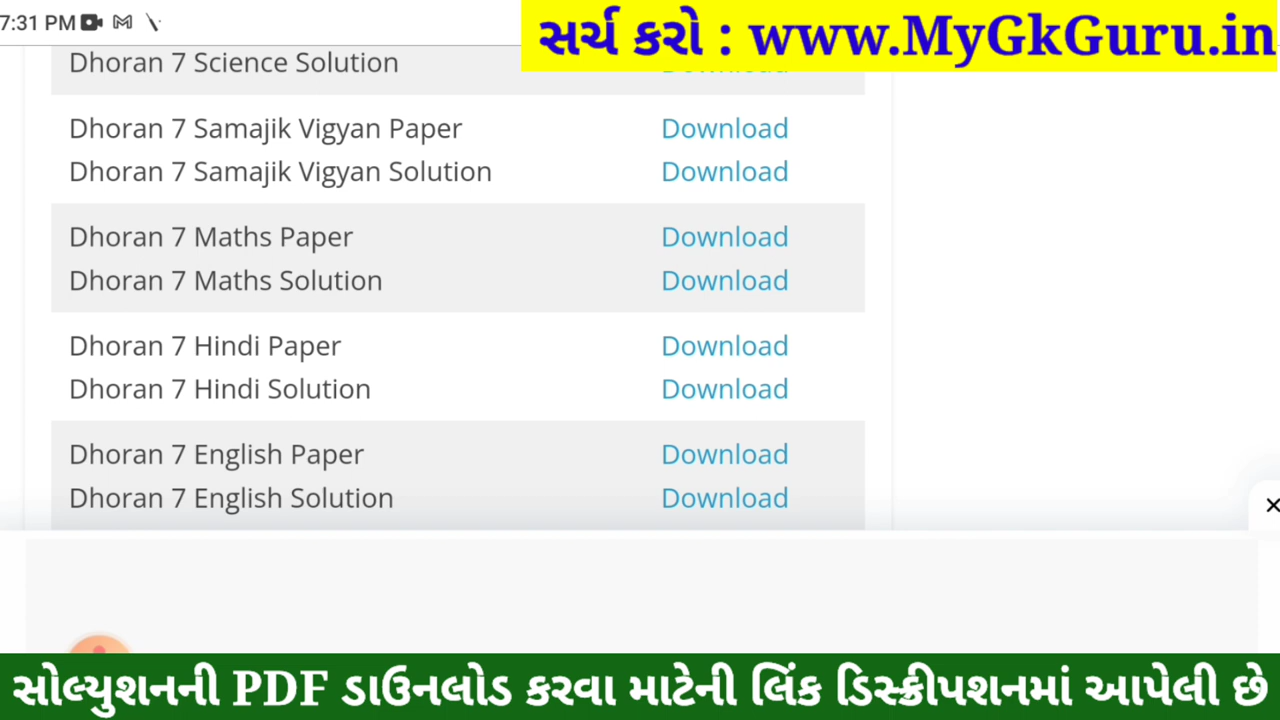 7:31 PM
સર્ચ કરો : www.MyGkGuru.in
Dhoran 7 Science Solution
Dhoran 7 Samajik Vigyan Paper Download
Dhoran 7 Samajik Vigyan Solution Download
Dhoran 7 Maths Paper Download
Dhoran 7 Maths Solution Download
Dhoran 7 Hindi Paper Download
Dhoran 7 Hindi Solution Download
Dhoran 7 English Paper Download
Dhoran 7 English Solution Download
સોલ્યુશનની PDF ડાઉનલોડ કરવા માટેની લિંક ડિસ્ક્રીપશનમાં આપેલી છે